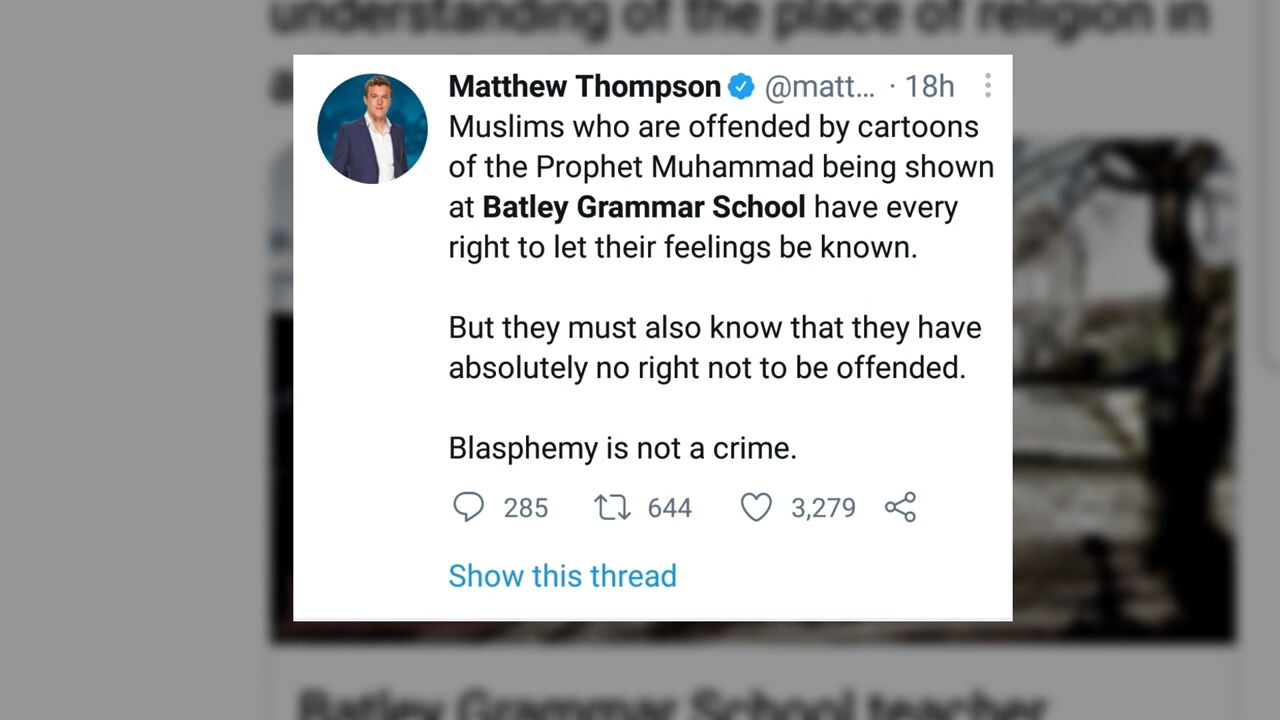 understanding of the place of religion in
Matthew Thompson @matt... · 18h
Muslims who are offended by cartoons
of the Prophet Muhammad being shown
at Batley Grammar School have every
right to let their feelings be known.
But they must also know that they have
absolutely no right not to be offended.
Blasphemy is not a crime.
285 644 3,279
Show this thread
Batley Grammar School teacher